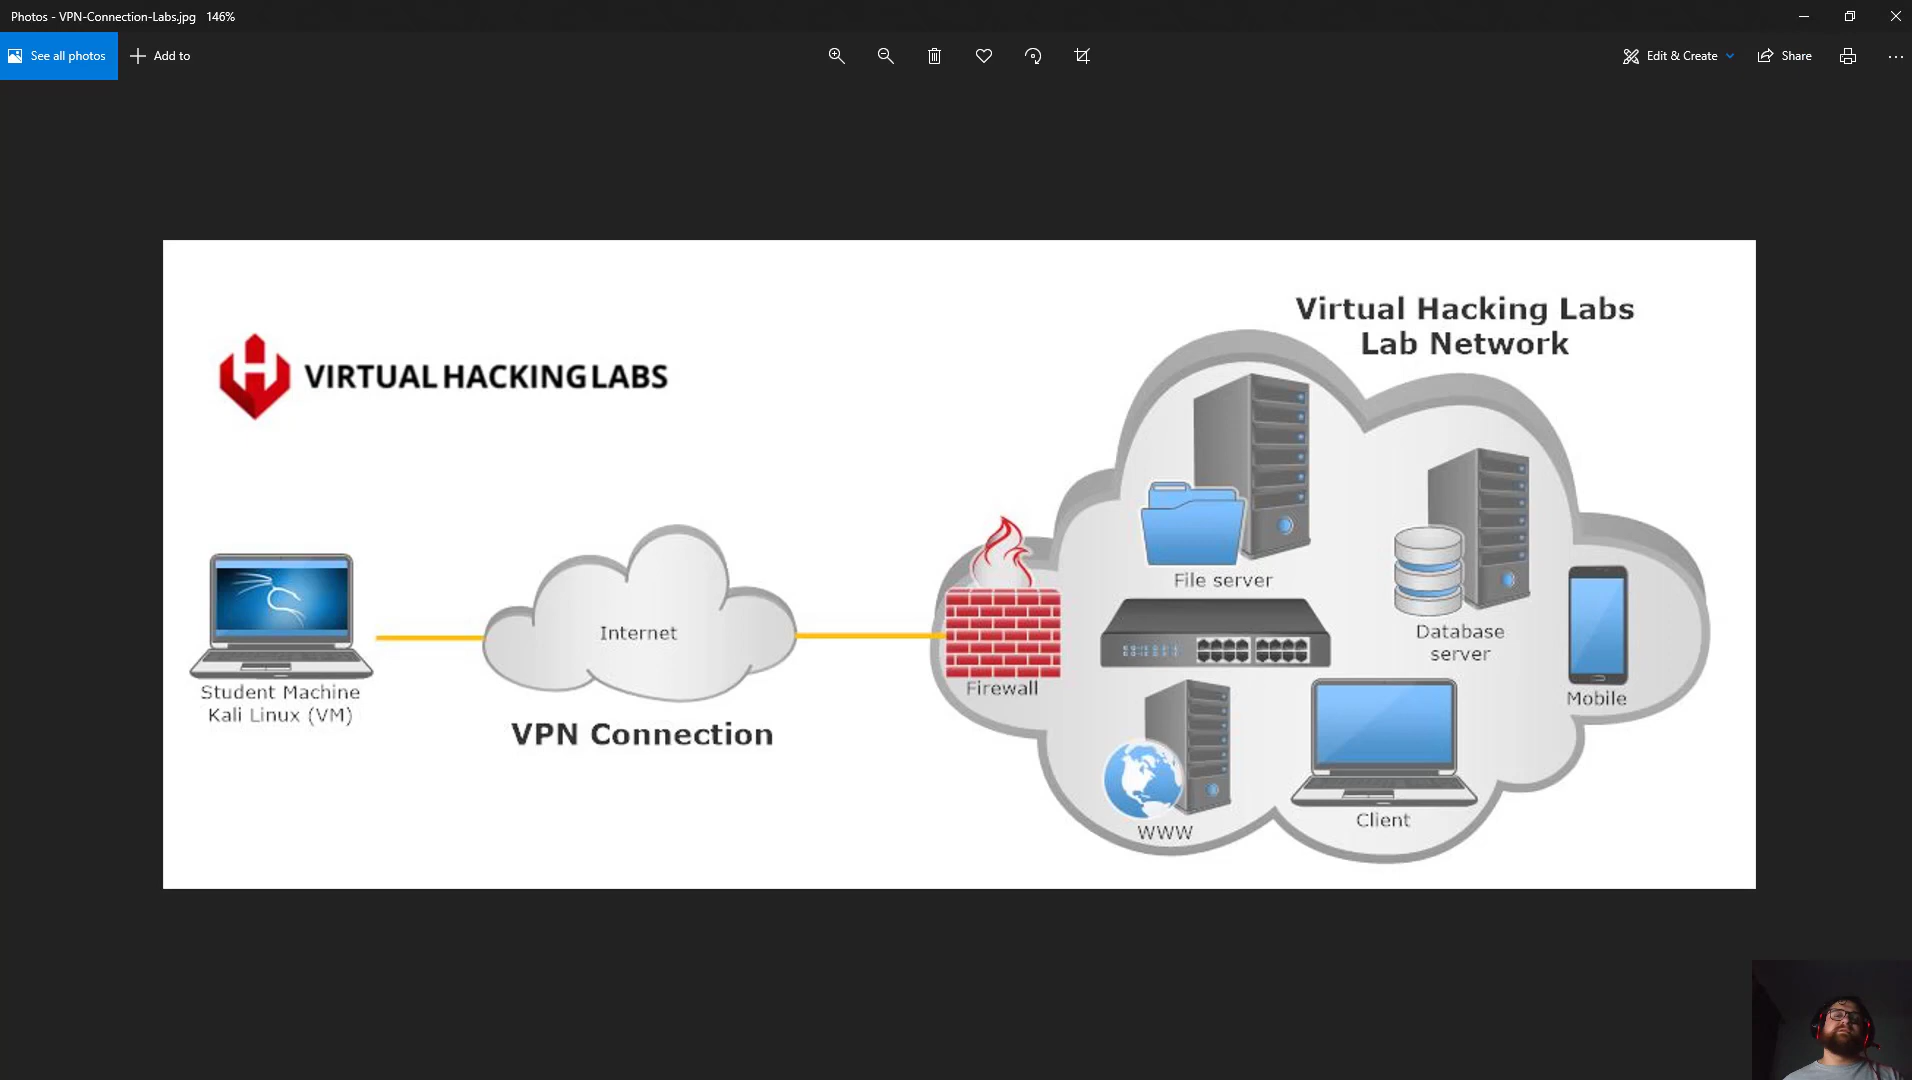 Photos - VPN-Connection-Labs.jpg 146%
See all photos
Add to
Edit & Create
Share
Virtual Hacking Labs
Lab Network
VIRTUAL HACKING LABS
File server
Internet
Database
server
Firewall
Student Machine
Kali Linux (VM)
Mobile
VPN Connection
Client
WWW